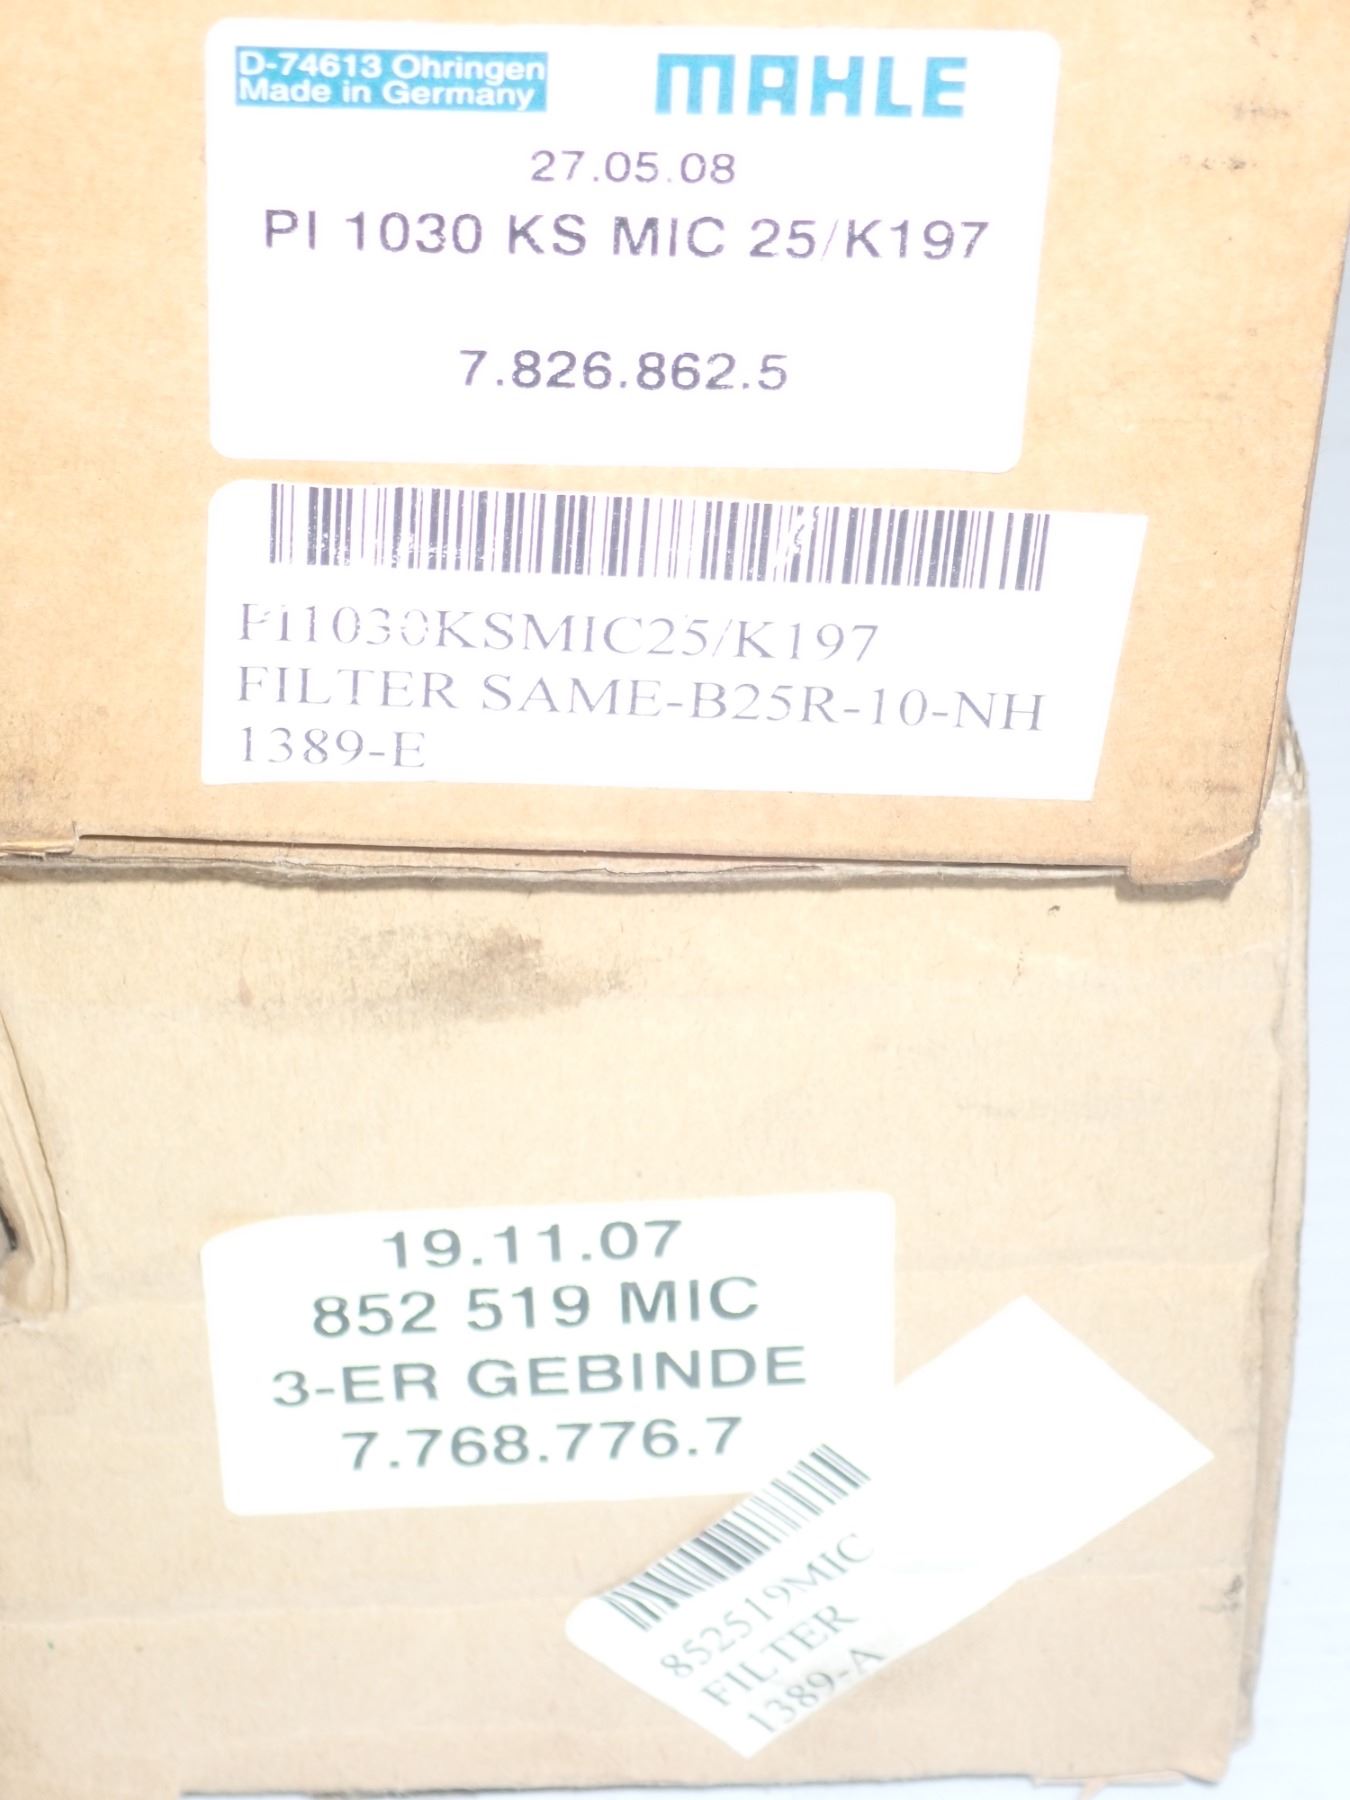 D-74613 Ohringen
Made in Germany
MAHLE
27.05.08
PI 1030 KS MIC 25/K197
7.826.862.5
PI1030KSMIC25/K197
FILTER SAME-B25R-10-NH
1389-E
19.11.07
852 519 MIC
3-ER GEBINDE
7.768.776.7
852519MIC
FILTER
1389-A